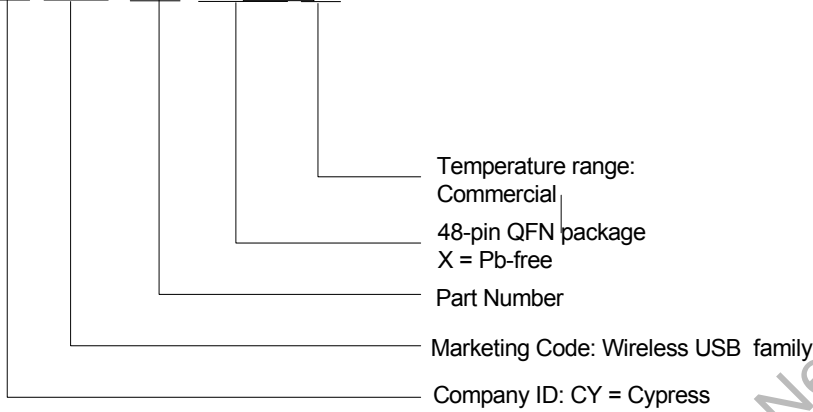 Temperature range:
Commercial
48-pin QFN package
X = Pb-free
Part Number
Marketing Code: Wireless USB family
Company ID: CY = Cypress